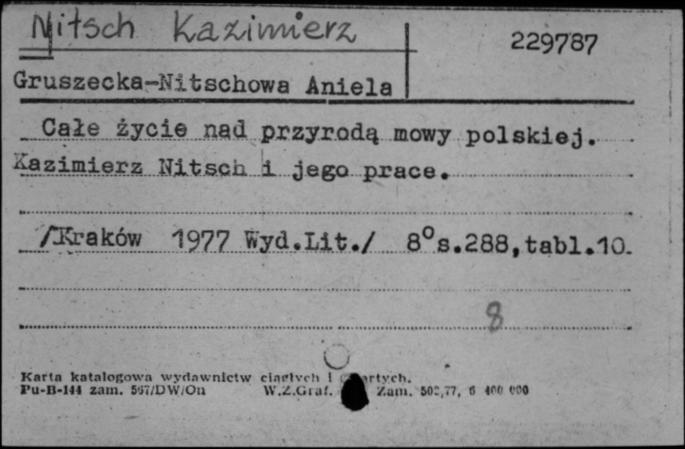 Nitsch Kazimierz
229787
Gruszecka-Nitschowa Aniela
Całe życie nad przyrodą mowy polskiej.
Kazimierz Nitsch i jego prace.
/Kraków 1977 Wyd.Lit./ 8° s.288,tabl.10.
8
Karta katalogowa wydawnictw ciągłych i
Pu-B-144 zam. 567/DW/On W.Z.Graf. Zam. 502/77, 6 400 000